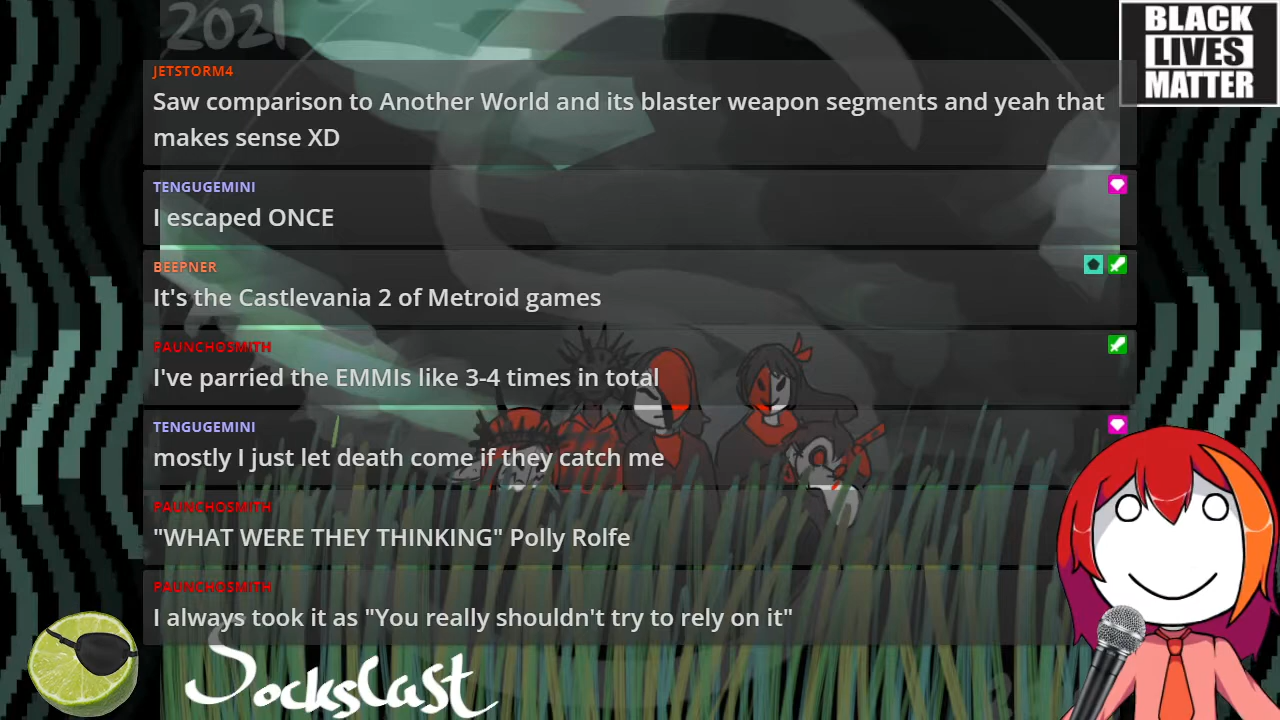 2021
BLACK
LIVES
MATTER
JETSTORM4
Saw comparison to Another World and its blaster weapon segments and yeah that
makes sense XD
TENGUGEMINI
I escaped ONCE
BEEPNER
It's the Castlevania 2 of Metroid games
PAUNCHOSMITH
I've parried the EMMIs like 3-4 times in total
TENGUGEMINI
mostly I just let death come if they catch me
PAUNCHOSMITH
"WHAT WERE THEY THINKING" Polly Rolfe
PAUNCHOSMITH
I always took it as "You really shouldn't try to rely on it"
SocksCast